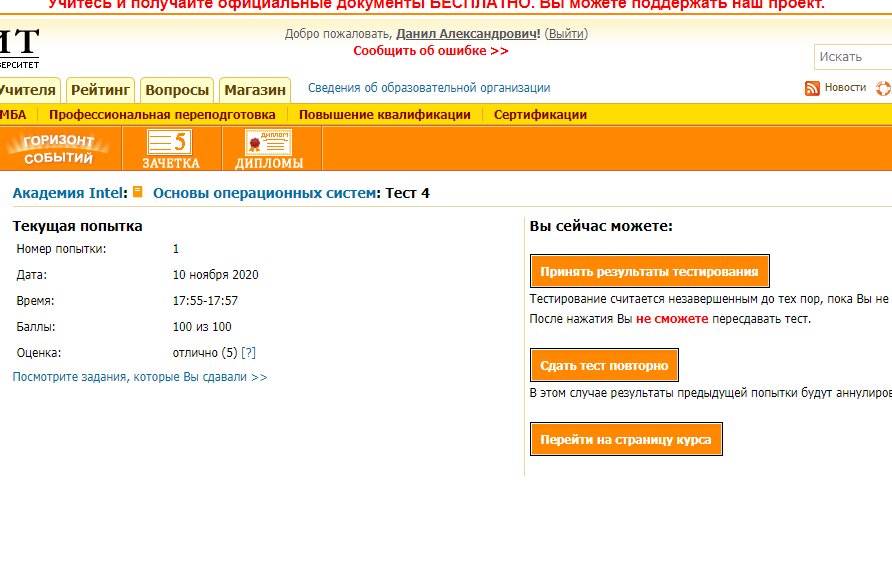 Учитесь и получайте официальные документы БЕСПЛАТНО. Вы можете поддержать наш проект.
ИТ
Добро пожаловать, Данил Александрович! (Выйти)
Сообщить об ошибке >>
Искать
Учителя Рейтинг Вопросы Магазин Сведения об образовательной организации Новости
МБА Профессиональная переподготовка Повышение квалификации Сертификации
ГОРИЗОНТ
СОБЫТИЙ
5
ЗАЧЕТКА
ДИПЛОМ
ДИПЛОМЫ
Академия Intel: Основы операционных систем: Тест 4
Текущая попытка
Номер попытки: 1
Дата: 10 ноября 2020
Время: 17:55-17:57
Баллы: 100 из 100
Оценка: отлично (5) [?]
Посмотрите задания, которые Вы сдавали >>
Вы сейчас можете:
Принять результаты тестирования
Тестирование считается незавершенным до тех пор, пока Вы не
После нажатия Вы не сможете пересдавать тест.
Сдать тест повторно
В этом случае результаты предыдущей попытки будут аннулиров
Перейти на страницу курса